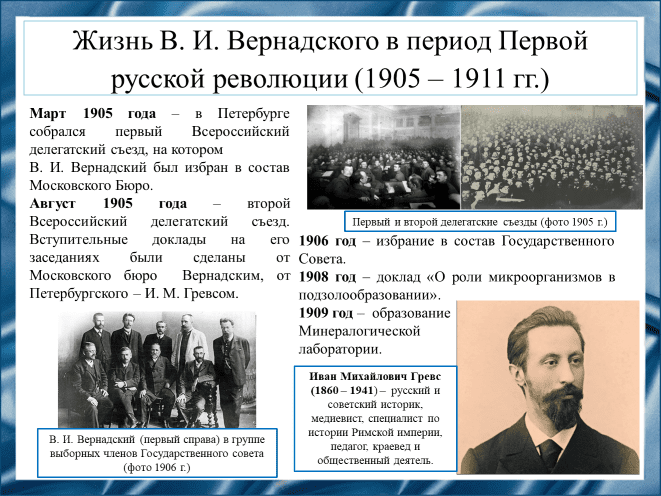 Жизнь В. И. Вернадского в период Первой
русской революции (1905 – 1911 гг.)
Март 1905 года – в Петербурге
собрался первый Всероссийский
делегатский съезд, на котором
В. И. Вернадский был избран в состав
Московского Бюро.
Август 1905 года – второй
Всероссийский делегатский съезд.
Вступительные доклады на его
заседаниях были сделаны от
Московского бюро Вернадским, от
Петербургского – И. М. Гревсом.
В. И. Вернадский (первый справа) в группе
выборных членов Государственного совета
(фото 1906 г.)
Первый и второй делегатские съезды (фото 1905 г.)
1906 год – избрание в состав Государственного
Совета.
1908 год – доклад «О роли микроорганизмов в
подзолообразовании».
1909 год – образование
Минералогической
лаборатории.
Иван Михайлович Гревс
(1860 – 1941) – русский и
советский историк,
медиевист, специалист по
истории Римской империи,
педагог, краевед и
общественный деятель.